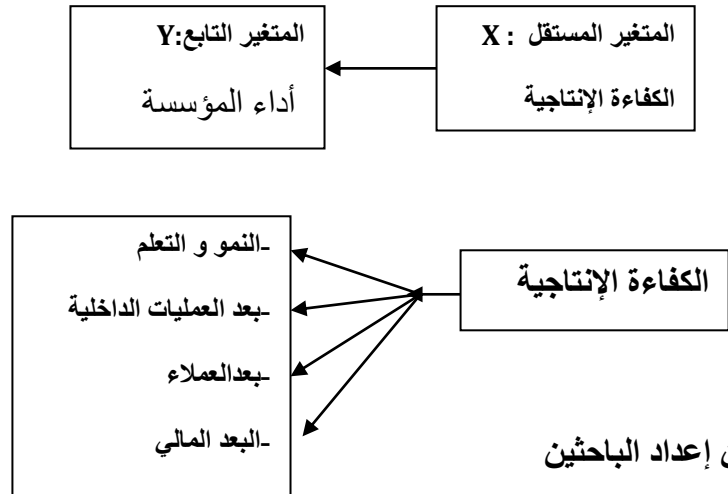 المتغير المستقل : X
الكفاءة الإنتاجية
المتغير التابع:Y
أداء المؤسسة
الكفاءة الإنتاجية
-النمو و التعلم
-بعد العمليات الداخلية
-بعدالعملاء
-البعد المالي
إعداد الباحثين